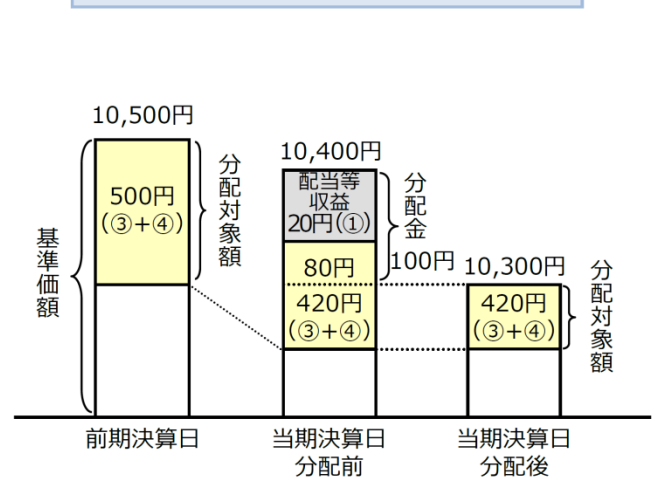 10,500円
500円
(③+④)
分配対象額
基準価額
10,400円
配当等
収益
20円(①)
分配金
80円
100円
420円
(③+④)
10,300円
420円
(③+④)
分配対象額
前期決算日
当期決算日
分配前
当期決算日
分配後